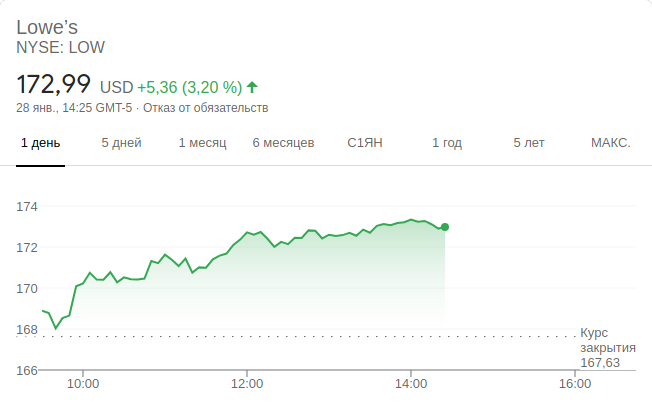 Lowe's
NYSE: LOW
172,99 USD +5,36 (3,20 %)
28 янв., 14:25 GMT-5 · Отказ от обязательств
1 день 5 дней 1 месяц 6 месяцев С1ЯН 1 год 5 лет МАКС.
174
172
170
168
Курс
закрытия
167,63
166
10:00 12:00 14:00 16:00